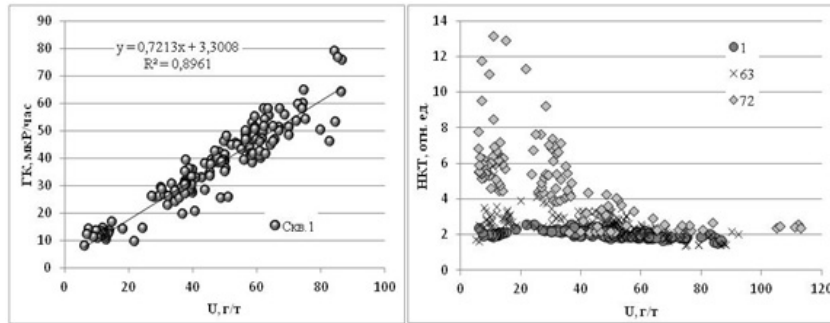 y = 0,7213x + 3,3008
R² = 0,8961
Скв.1
ГК, мкР/час
90
80
70
60
50
40
30
20
10
0
0 20 40 60 80 100
U, г/т
1
63
72
НКТ, отн. ед.
14
12
10
8
6
4
2
0
0 20 40 60 80 100 120
U, г/т